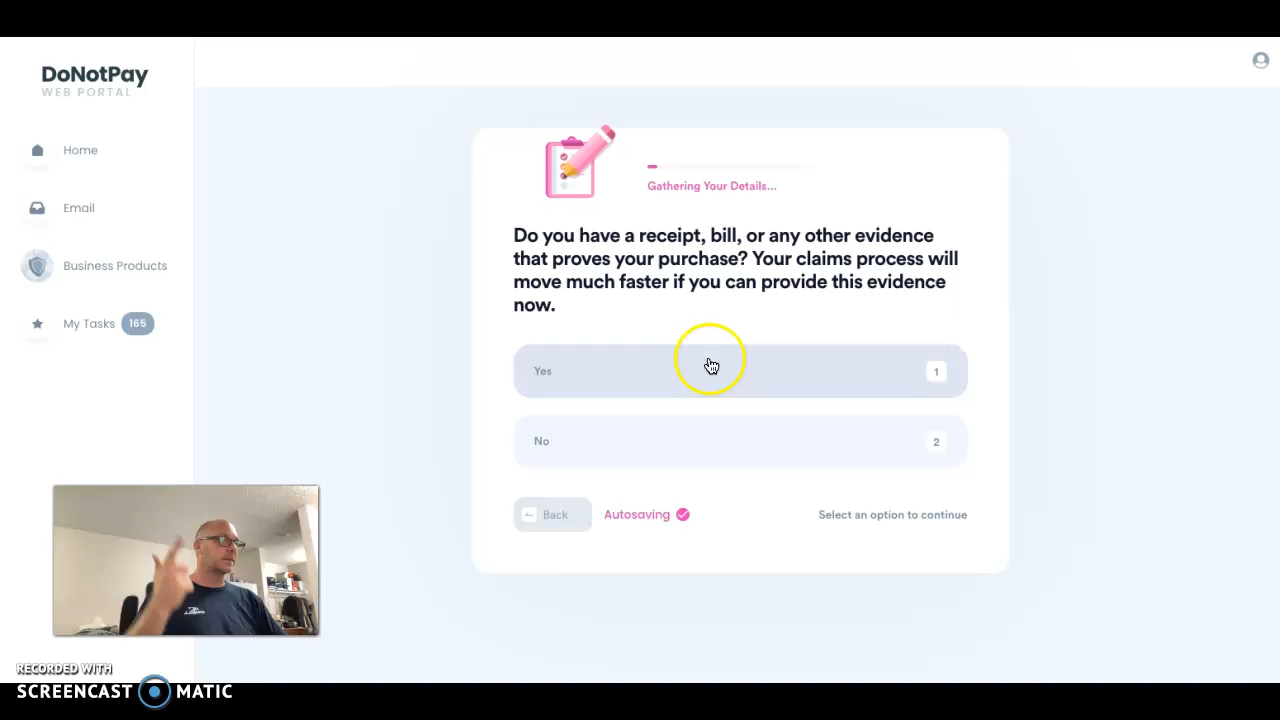 DoNotPay
WEB PORTAL
Home
Email
Business Products
My Tasks 165
Gathering Your Details...
Do you have a receipt, bill, or any other evidence
that proves your purchase? Your claims process will
move much faster if you can provide this evidence
now.
Yes 1
No 2
← Back Autosaving Select an option to continue
RECORDED WITH
SCREENCAST MATIC